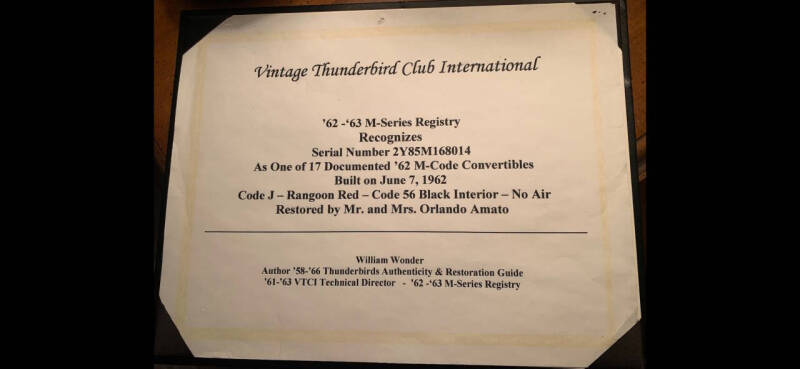 Vintage Thunderbird Club International
'62 -'63 M-Series Registry
Recognizes
Serial Number 2Y85M168014
As One of 17 Documented '62 M-Code Convertibles
Built on June 7, 1962
Code J – Rangoon Red – Code 56 Black Interior – No Air
Restored by Mr. and Mrs. Orlando Amato
William Wonder
Author '58-'66 Thunderbirds Authenticity & Restoration Guide
'61-'63 VTCI Technical Director - '62 -'63 M-Series Registry